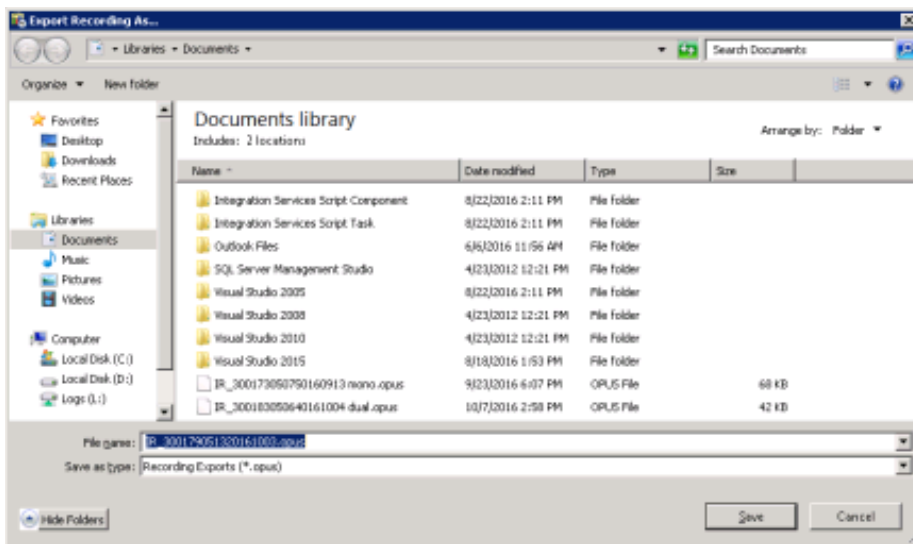 Export Recording As...
Libraries Documents
Search Documents
Organize New folder
Favorites
Desktop
Downloads
Recent Places
Libraries
Documents
Music
Pictures
Videos
Computer
Local Disk (C:)
Local Disk (D:)
Logs (L:)
Documents library
Includes: 2 locations
Arrange by: Folder
Name Date modified Type Size
Integration Services Script Component 8/22/2016 2:11 PM File folder
Integration Services Script Task 8/22/2016 2:11 PM File folder
Outlook Files 6/6/2016 11:56 AM File folder
SQL Server Management Studio 4/23/2012 12:21 PM File folder
Visual Studio 2005 8/22/2016 2:11 PM File folder
Visual Studio 2008 4/23/2012 12:21 PM File folder
Visual Studio 2010 4/23/2012 12:21 PM File folder
Visual Studio 2015 8/18/2016 1:53 PM File folder
IR_300173050750160913 mono.opus 9/23/2016 6:07 PM OPUS File 68 KB
IR_300183050640161004 dual.opus 10/7/2016 2:58 PM OPUS File 42 KB
File name: IR_300179051320161003.opus
Save as type: Recording Exports (*.opus)
Hide Folders
Save Cancel